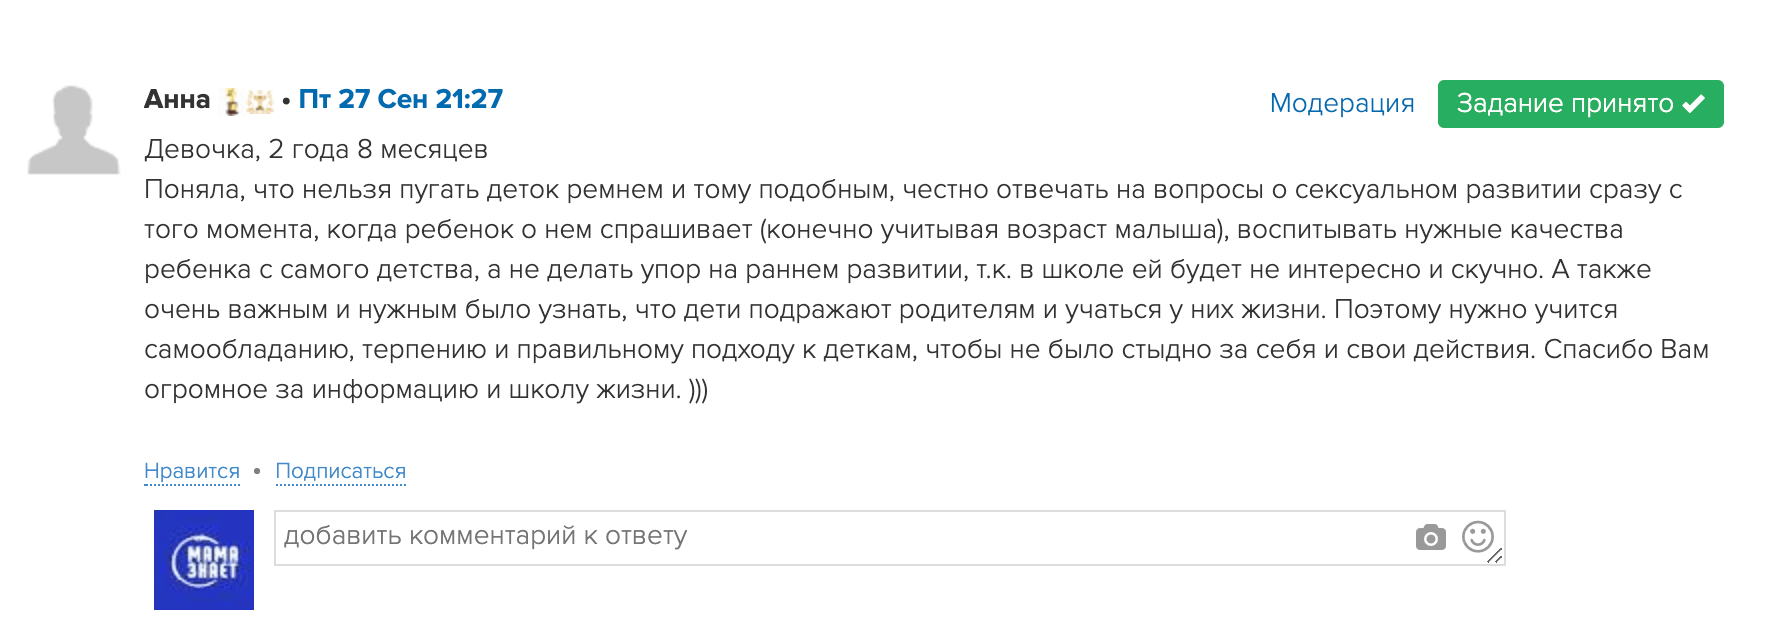 Анна • Пт 27 Сен 21:27
Модерация
Задание принято ✔
Девочка, 2 года 8 месяцев
Поняла, что нельзя пугать деток ремнем и тому подобным, честно отвечать на вопросы о сексуальном развитии сразу с
того момента, когда ребенок о нем спрашивает (конечно учитывая возраст малыша), воспитывать нужные качества
ребенка с самого детства, а не делать упор на раннем развитии, т.к. в школе ей будет не интересно и скучно. А также
очень важным и нужным было узнать, что дети подражают родителям и учаться у них жизни. Поэтому нужно учится
самообладанию, терпению и правильному подходу к деткам, чтобы не было стыдно за себя и свои действия. Спасибо Вам
огромное за информацию и школу жизни. )))
Нравится • Подписаться
МАМА
ЗНАЕТ
добавить комментарий к ответу